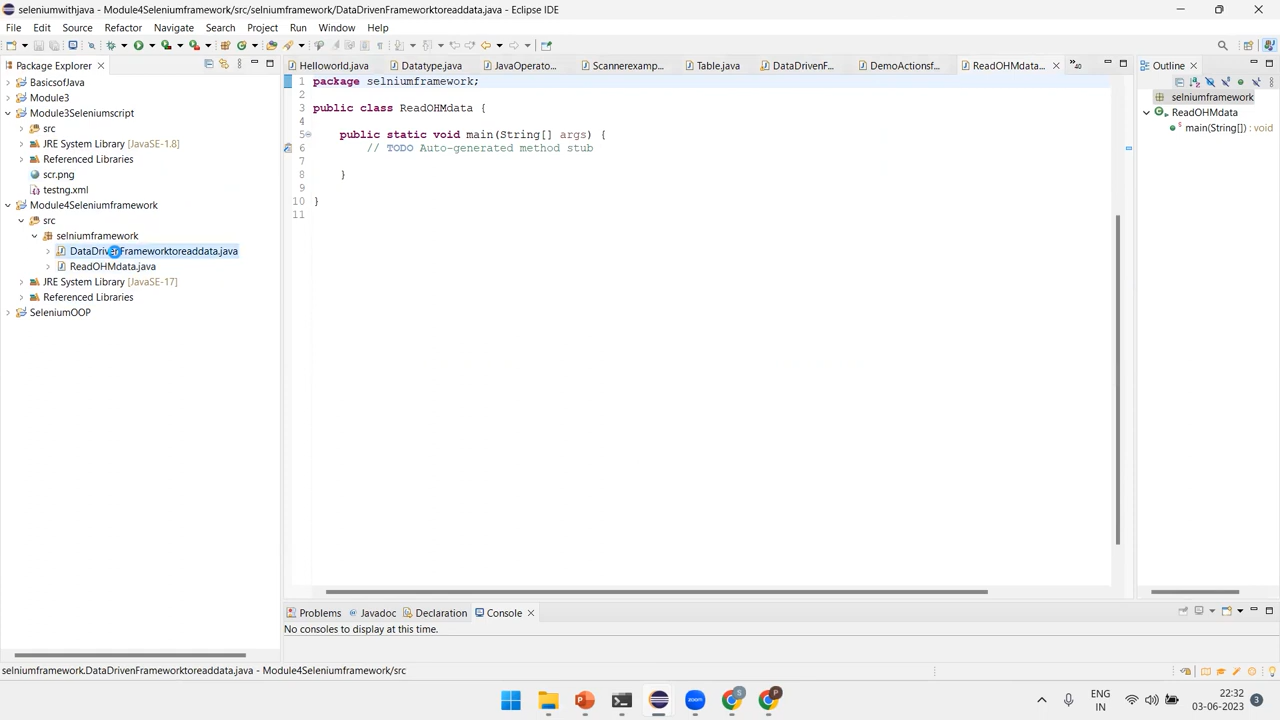 seleniumwithjava - Module4Seleniumframework/src/selniumframework/DataDrivenFrameworktoreaddata.java - Eclipse IDE
File Edit Source Refactor Navigate Search Project Run Window Help
Package Explorer
Helloworld.java
Datatype.java
JavaOperato...
Scannerexamp...
Table.java
DataDrivenF...
DemoActionsf...
ReadOHMdata...
40
Outline
BasicsofJava
Module3
Module3Seleniumscript
src
JRE System Library [JavaSE-1.8]
Referenced Libraries
scr.png
testng.xml
Module4Seleniumframework
src
selniumframework
DataDrivenFrameworktoreaddata.java
ReadOHMdata.java
JRE System Library [JavaSE-17]
Referenced Libraries
SeleniumOOP
1 package selniumframework;
2
3 public class ReadOHMdata {
4
5 public static void main(String[] args) {
6 // TODO Auto-generated method stub
7
8 }
9
10 }
11
selniumframework
ReadOHMdata
main(String[]) : void
Problems
Javadoc
Declaration
Console
No consoles to display at this time.
selniumframework.DataDrivenFrameworktoreaddata.java - Module4Seleniumframework/src
zoom
S
P
ENG
IN
22:32
03-06-2023
3